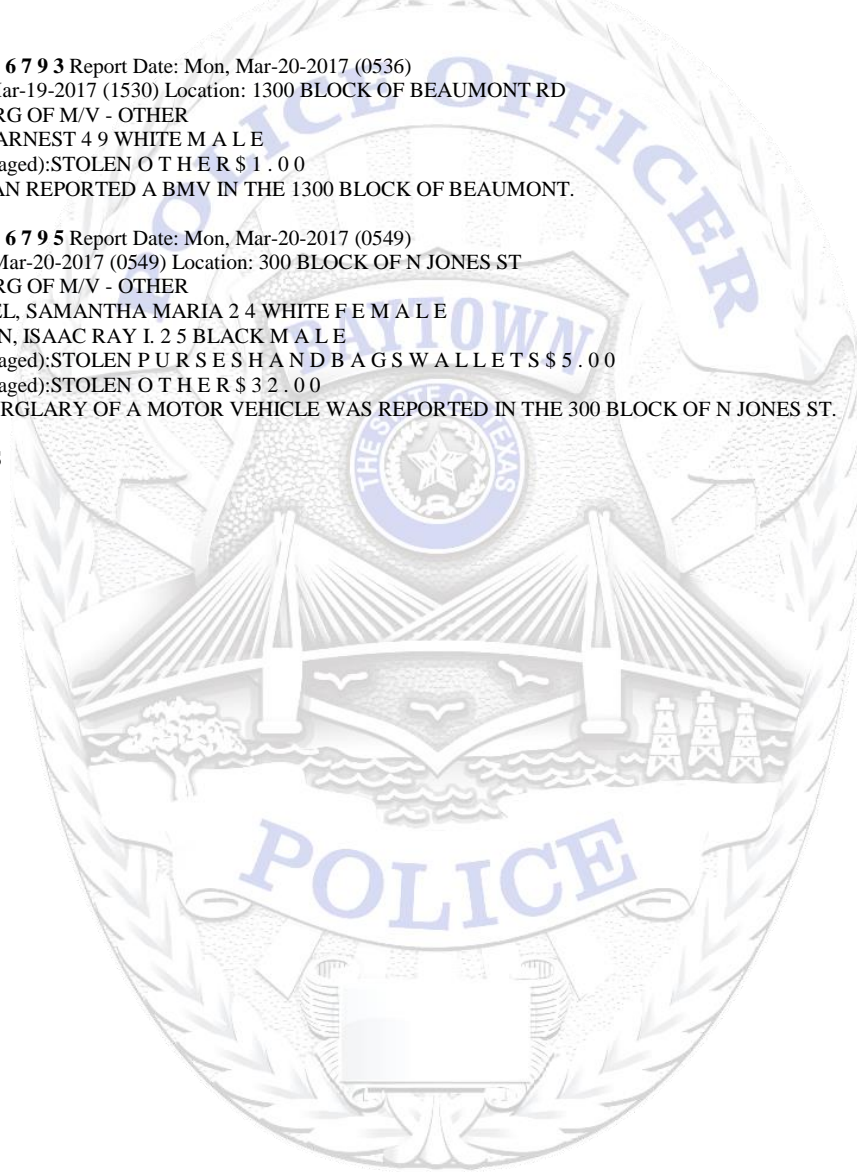 6 7 9 3 Report Date: Mon, Mar-20-2017 (0536)
Mar-19-2017 (1530) Location: 1300 BLOCK OF BEAUMONT RD
RG OF M/V - OTHER
EARNEST 4 9 WHITE M A L E
aged):STOLEN O T H E R $ 1 . 0 0
AN REPORTED A BMV IN THE 1300 BLOCK OF BEAUMONT.
6 7 9 5 Report Date: Mon, Mar-20-2017 (0549)
Mar-20-2017 (0549) Location: 300 BLOCK OF N JONES ST
RG OF M/V - OTHER
EL, SAMANTHA MARIA 2 4 WHITE F E M A L E
N, ISAAC RAY I. 2 5 BLACK M A L E
aged):STOLEN P U R S E S H A N D B A G S W A L L E T S $ 5 . 0 0
aged):STOLEN O T H E R $ 3 2 . 0 0
RGLARY OF A MOTOR VEHICLE WAS REPORTED IN THE 300 BLOCK OF N JONES ST.
POLICE OFFICER
BAYTOWN
THE STATE OF TEXAS
POLICE